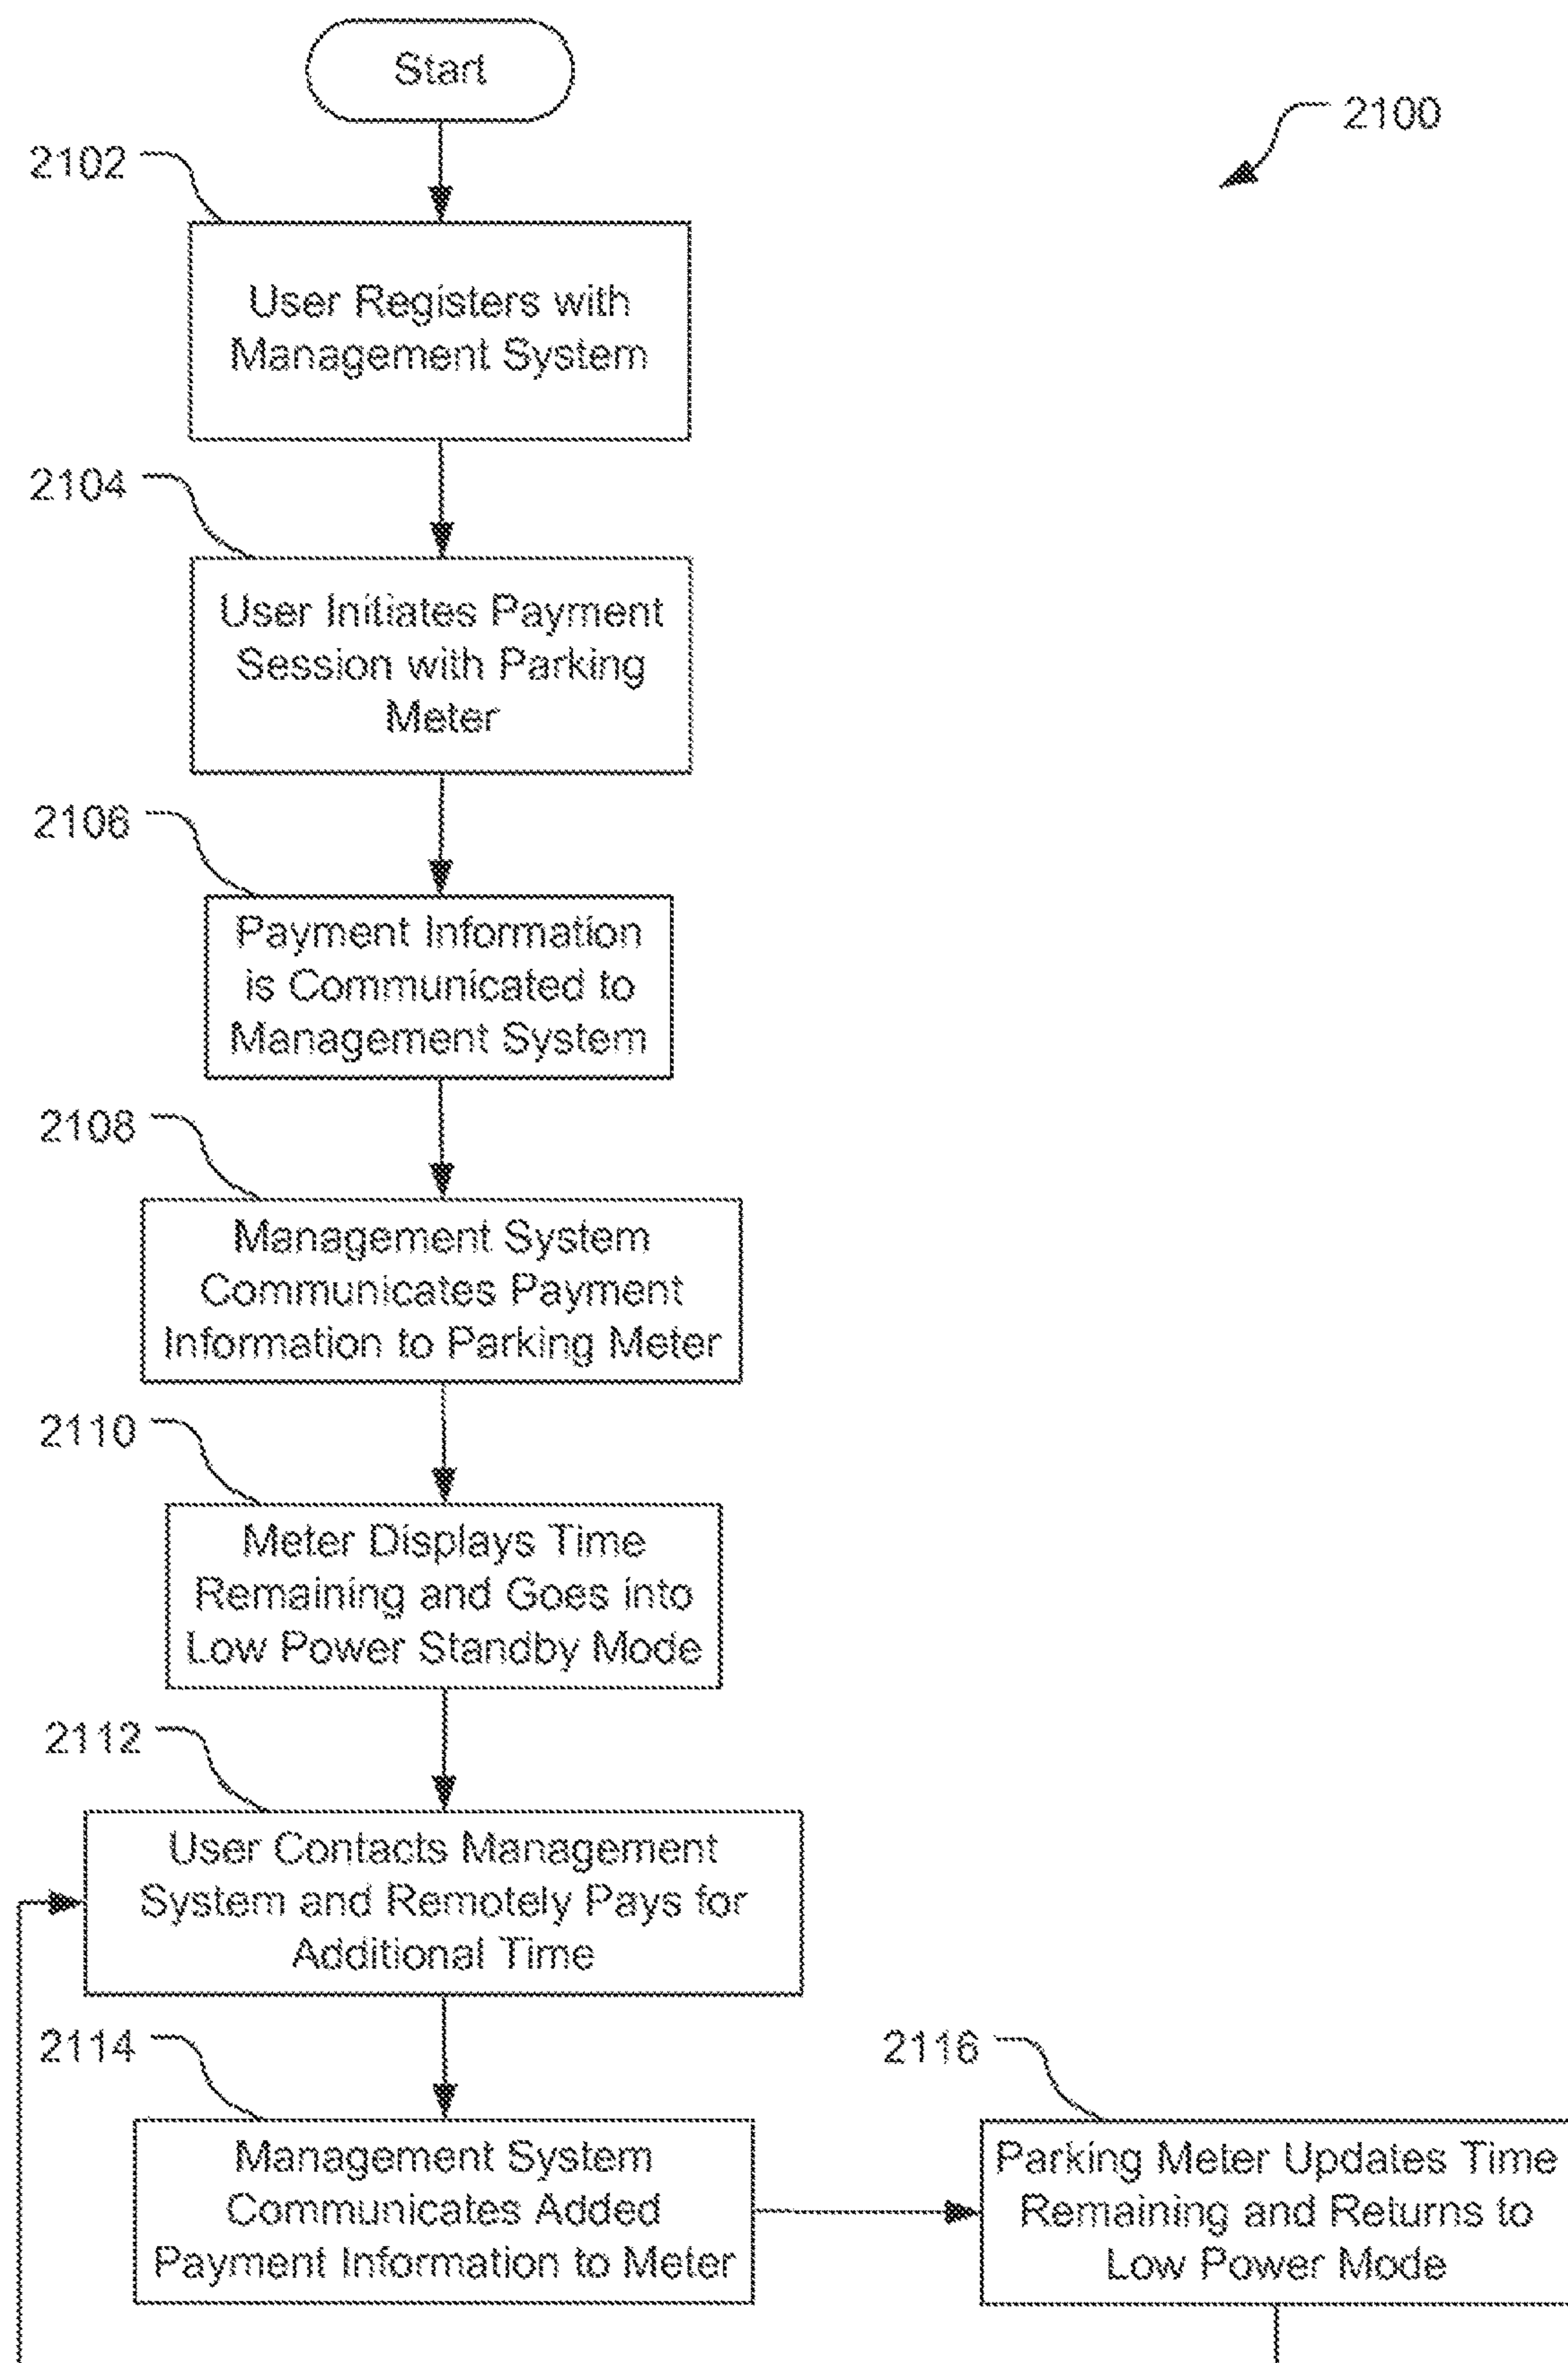 Start
2100
2102
User Registers with
Management System
2104
User Initiates Payment
Session with Parking
Meter
2106
Payment Information
is Communicated to
Management System
2108
Management System
Communicates Payment
Information to Parking Meter
2110
Meter Displays Time
Remaining and Goes into
Low Power Standby Mode
2112
User Contacts Management
System and Remotely Pays for
Additional Time
2114
Management System
Communicates Added
Payment Information to Meter
2116
Parking Meter Updates Time
Remaining and Returns to
Low Power Mode